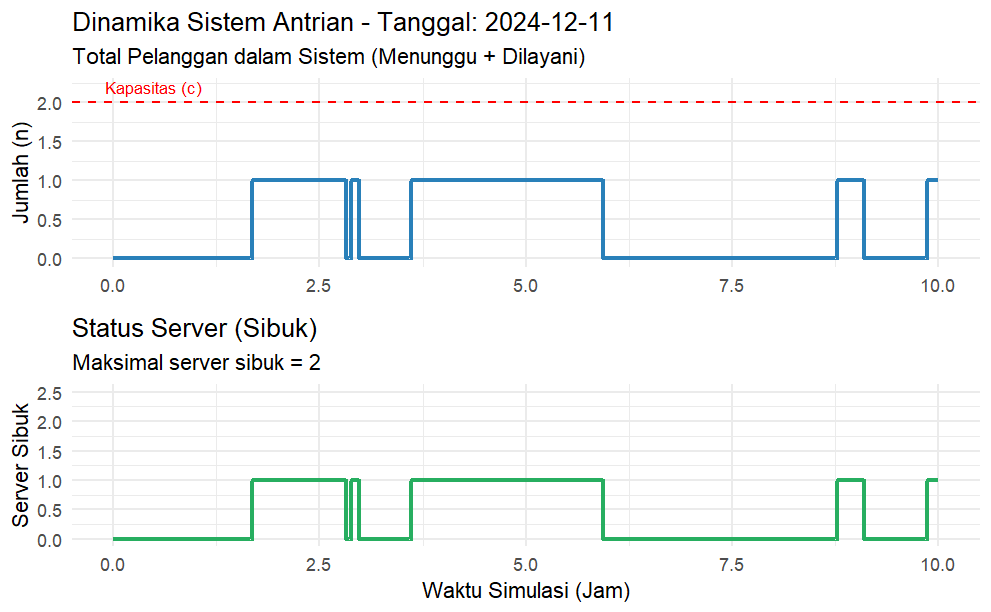 Dinamika Sistem Antrian - Tanggal: 2024-12-11
Total Pelanggan dalam Sistem (Menunggu + Dilayani)
Kapasitas (c)
Jumlah (n)
2.0
1.5
1.0
0.5
0.0
0.0 2.5 5.0 7.5 10.0
Status Server (Sibuk)
Maksimal server sibuk = 2
Server Sibuk
2.5
2.0
1.5
1.0
0.5
0.0
0.0 2.5 5.0 7.5 10.0
Waktu Simulasi (Jam)